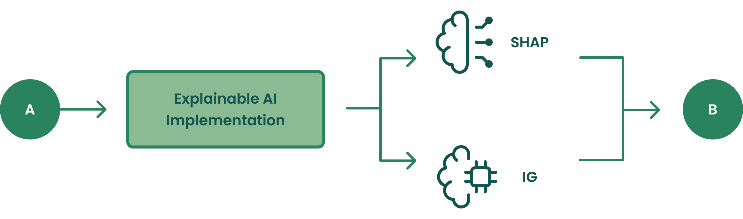 A
Explainable AI
Implementation
SHAP
IG
B